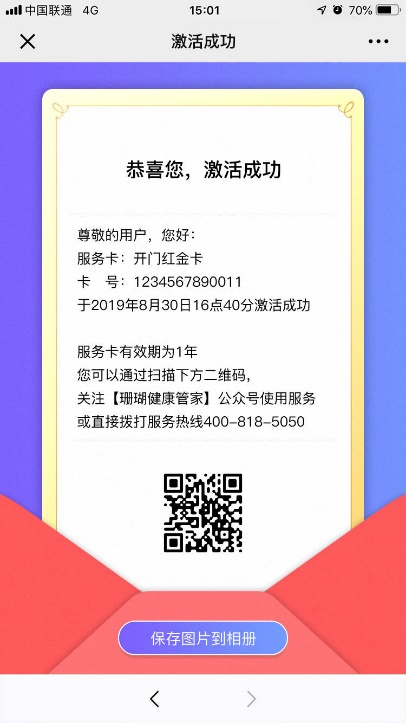 中国联通 4G 15:01 70%
激活成功
恭喜您，激活成功
尊敬的用户，您好：
服务卡：开门红金卡
卡 号：1234567890011
于2019年8月30日16点40分激活成功
服务卡有效期为1年
您可以通过扫描下方二维码，
关注【珊瑚健康管家】公众号使用服务
或直接拨打服务热线400-818-5050
保存图片到相册